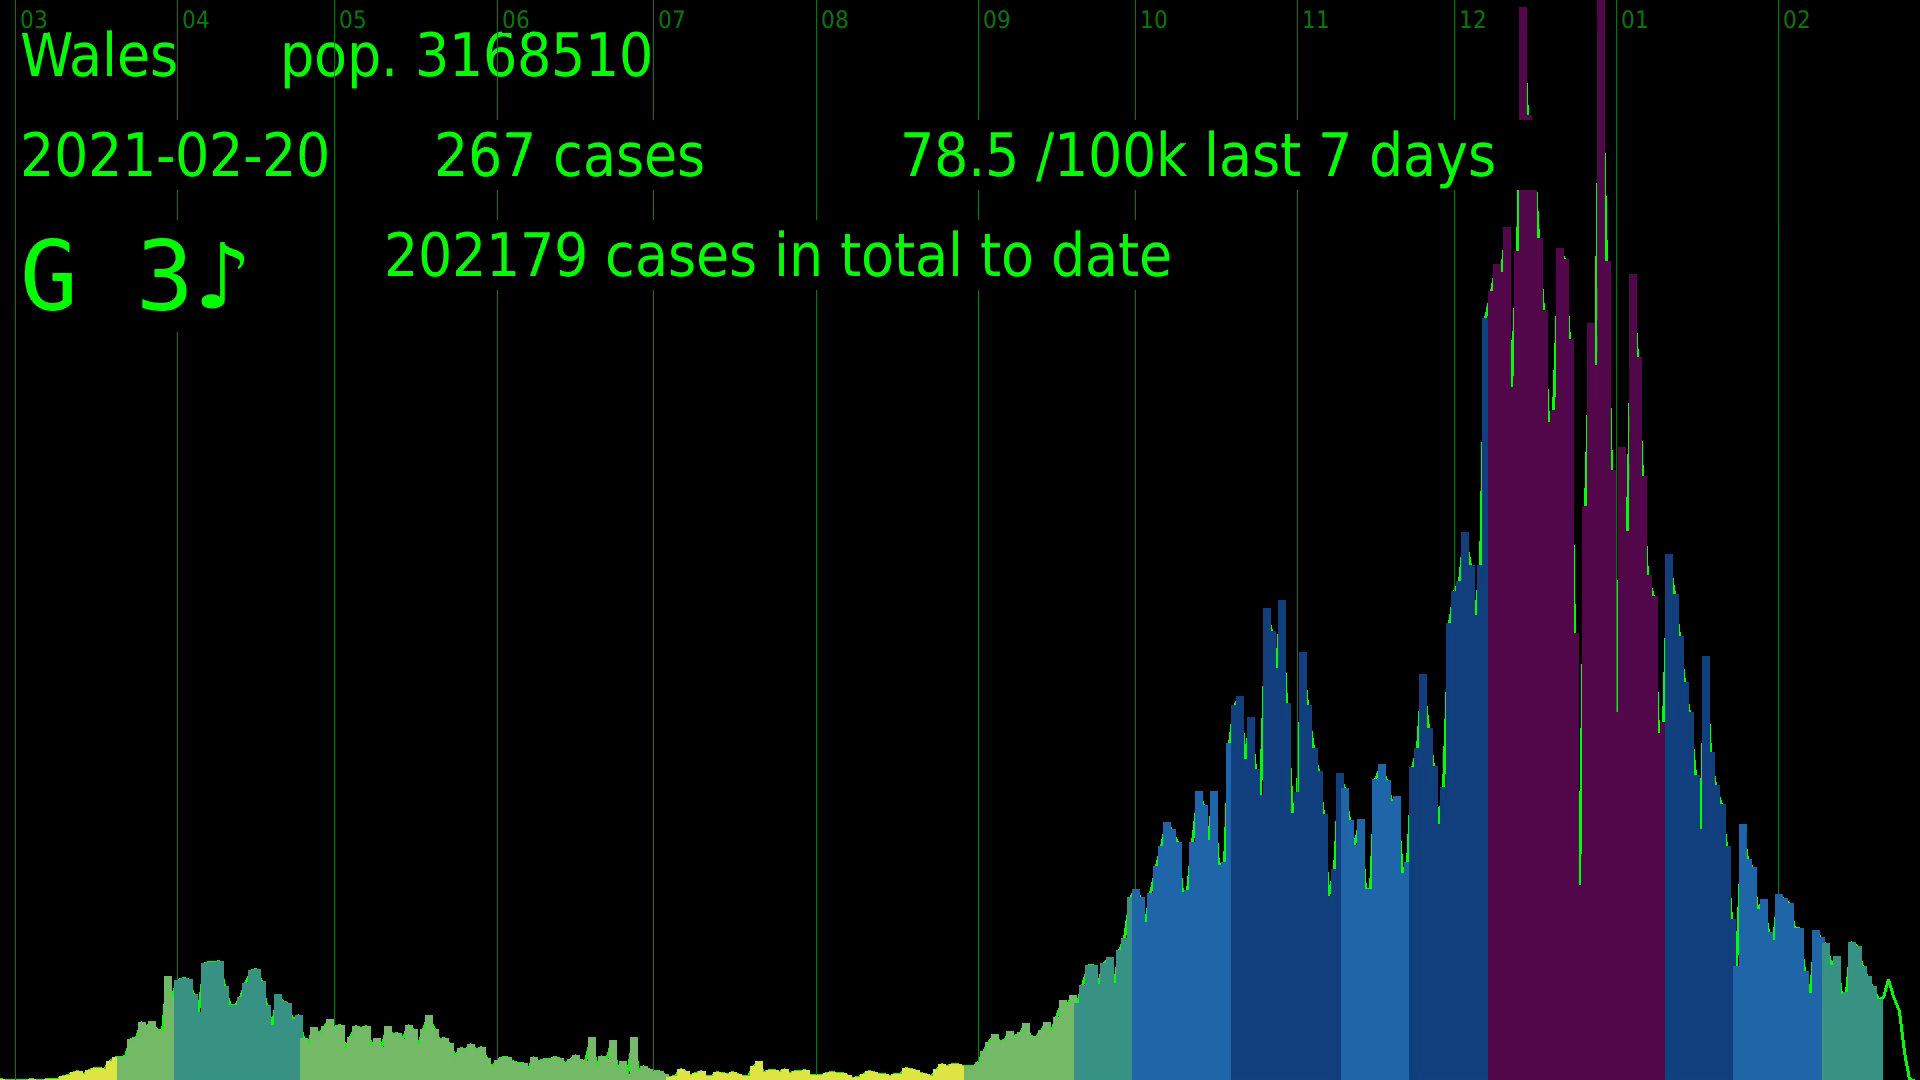 03 04 05 06 07 08 09 10 11 12 01 02
Wales pop. 3168510
2021-02-20 267 cases 78.5 /100k last 7 days
G 3♪ 202179 cases in total to date